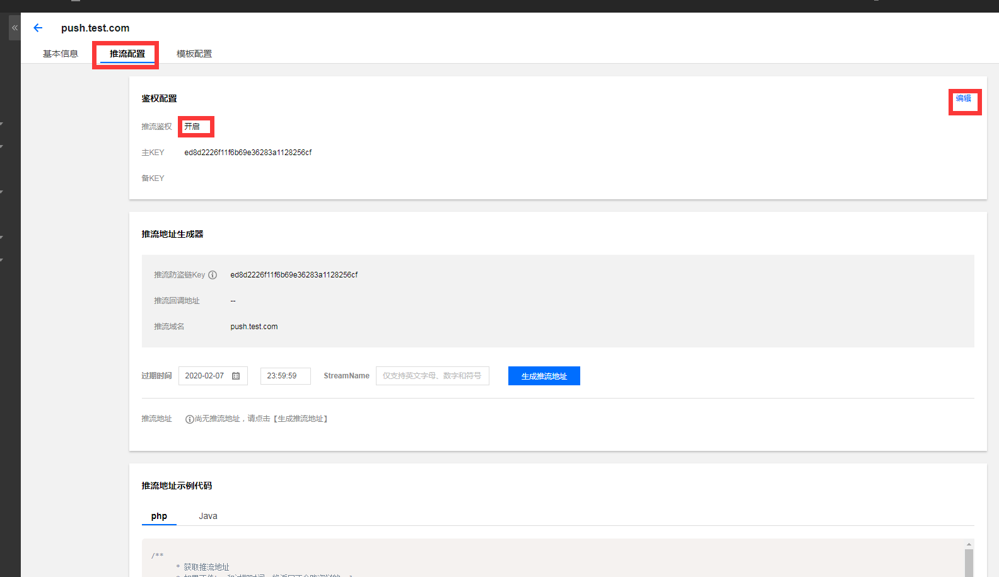 push.test.com
基本信息 推流配置 模板配置
鉴权配置 编辑
推流鉴权 开启
主KEY ed8d2226f11f6b69e36283a1128256cf
备KEY
推流地址生成器
推流防盗链Key ed8d2226f11f6b69e36283a1128256cf
推流回调地址 --
推流域名 push.test.com
过期时间 2020-02-07 23:59:59 StreamName 仅支持英文字母、数字和符号 生成推流地址
推流地址 尚无推流地址，请点击【生成推流地址】
推流地址示例代码
php Java
/**
* 获取推流地址